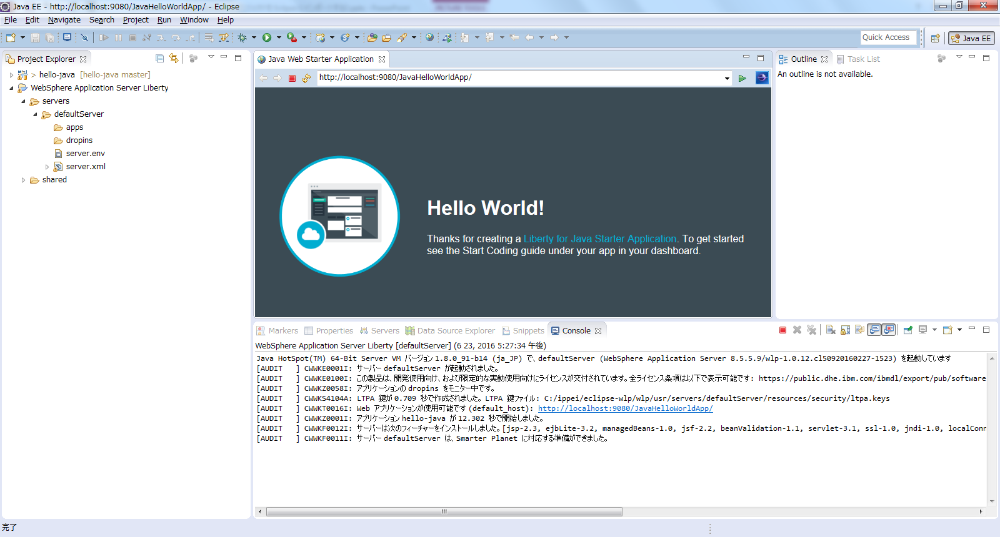 Java EE - http://localhost:9080/JavaHelloWorldApp/ - Eclipse
File Edit Navigate Search Project Run Window Help
Quick Access
Java EE
Project Explorer
> hello-java [hello-java master]
WebSphere Application Server Liberty
servers
defaultServer
apps
dropins
server.env
server.xml
shared
Java Web Starter Application
http://localhost:9080/JavaHelloWorldApp/
Hello World!
Thanks for creating a Liberty for Java Starter Application. To get started
see the Start Coding guide under your app in your dashboard.
Outline Task List
An outline is not available.
Markers Properties Servers Data Source Explorer Snippets Console
WebSphere Application Server Liberty [defaultServer] (6 23, 2016 5:27:34 午後)
Java HotSpot(TM) 64-Bit Server VM バージョン 1.8.0_91-b14 (ja_JP) で、defaultServer (WebSphere Application Server 8.5.5.9/wlp-1.0.12.cl50920160227-1523) を起動しています
[AUDIT   ] CWWKE0001I: サーバー defaultServer が起動されました。
[AUDIT   ] CWWKE0100I: この製品は、開発使用向け、および限定的な実動使用向けにライセンスが交付されています。全ライセンス条項は以下で表示可能です: https://public.dhe.ibm.com/ibmdl/export/pub/software
[AUDIT   ] CWWKZ0058I: アプリケーションの dropins をモニター中です。
[AUDIT   ] CWWKS4104A: LTPA 鍵が 0.709 秒で作成されました。LTPA 鍵ファイル: C:/ippei/eclipse-wlp/wlp/usr/servers/defaultServer/resources/security/ltpa.keys
[AUDIT   ] CWWKT0016I: Web アプリケーションが使用可能です (default_host): http://localhost:9080/JavaHelloWorldApp/
[AUDIT   ] CWWKZ0001I: アプリケーション hello-java が 12.302 秒で開始しました。
[AUDIT   ] CWWKF0012I: サーバーは次のフィーチャーをインストールしました。[jsp-2.3, ejbLite-3.2, managedBeans-1.0, jsf-2.2, beanValidation-1.1, servlet-3.1, ssl-1.0, jndi-1.0, localConn
[AUDIT   ] CWWKF0011I: サーバー defaultServer は、Smarter Planet に対応する準備ができました。
完了